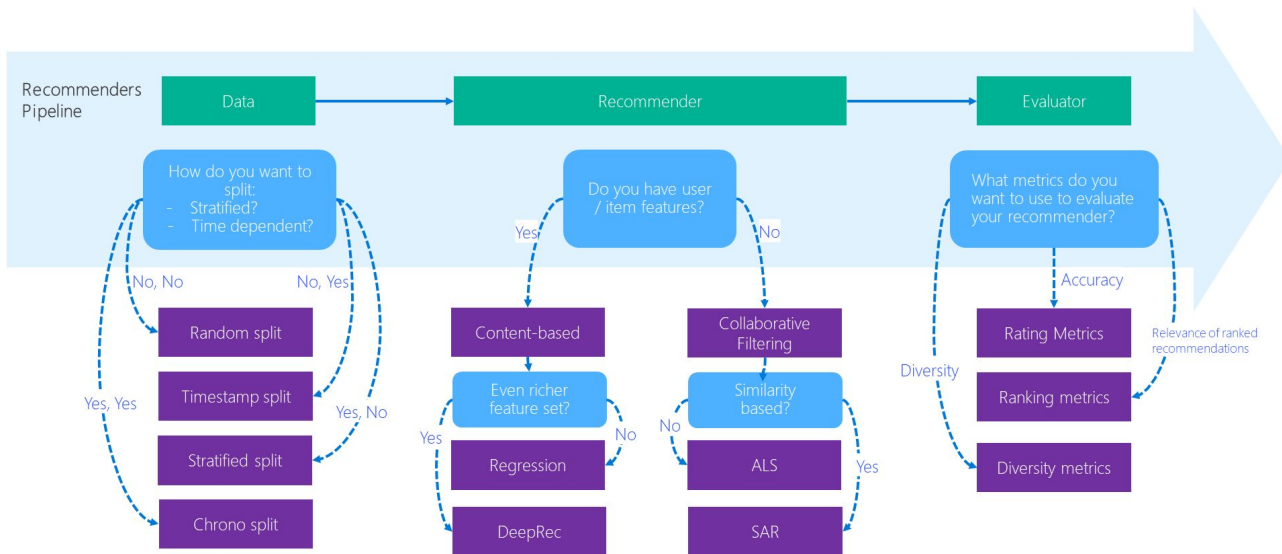 Recommenders
Pipeline
Data
Recommender
Evaluator
How do you want to
split:
- Stratified?
- Time dependent?
Do you have user
/ item features?
What metrics do you
want to use to evaluate
your recommender?
Yes
No
No, No
No, Yes
Accuracy
Random split
Content-based
Collaborative
Filtering
Rating Metrics
Relevance of ranked
recommendations
Diversity
Timestamp split
Even richer
feature set?
Similarity
based?
Ranking metrics
Yes, Yes
Yes, No
Yes
No
No
Yes
Stratified split
Regression
ALS
Diversity metrics
Chrono split
DeepRec
SAR